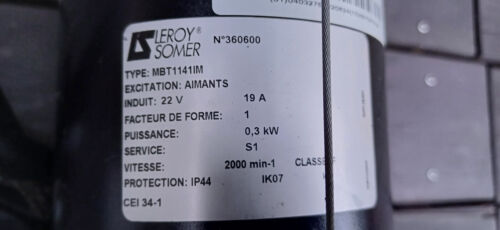 LEROY®
SOMER
N°360600
TYPE: MBT1141IM
EXCITATION: AIMANTS
INDUIT: 22 V 19 A
FACTEUR DE FORME: 1
PUISSANCE: 0,3 kW
SERVICE: S1
VITESSE: 2000 min-1 CLASSE F
PROTECTION: IP44 IK07
CEI 34-1